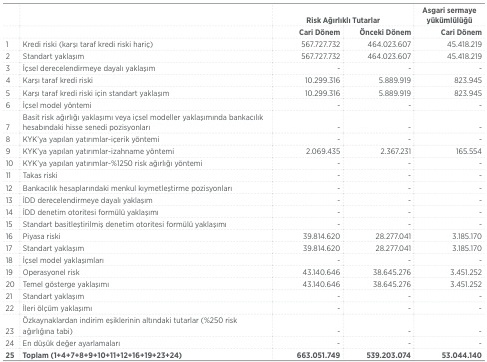 Risk Ağırlıklı Tutarlar Asgari sermaye yükümlülüğü
Cari Dönem Önceki Dönem Cari Dönem
1 Kredi riski (karşı taraf kredi riski hariç) 567.727.732 464.023.607 45.418.219
2 Standart yaklaşım 567.727.732 464.023.607 45.418.219
3 İçsel derecelendirmeye dayalı yaklaşım - - -
4 Karşı taraf kredi riski 10.299.316 5.889.919 823.945
5 Karşı taraf kredi riski için standart yaklaşım 10.299.316 5.889.919 823.945
6 İçsel model yöntemi - - -
Basit risk ağırlığı yaklaşımı veya içsel modeller yaklaşımında bankacılık
7 hesabındaki hisse senedi pozisyonları - - -
8 KYK'ya yapılan yatırımlar-içerik yöntemi - - -
9 KYK'ya yapılan yatırımlar-izahname yöntemi 2.069.435 2.367.231 165.554
10 KYK'ya yapılan yatırımlar-%1250 risk ağırlığı yöntemi - - -
11 Takas riski - - -
12 Bankacılık hesaplarındaki menkul kıymetleştirme pozisyonları - - -
13 İDD derecelendirmeye dayalı yaklaşım - - -
14 İDD denetim otoritesi formülü yaklaşımı - - -
15 Standart basitleştirilmiş denetim otoritesi formülü yaklaşımı - - -
16 Piyasa riski 39.814.620 28.277.041 3.185.170
17 Standart yaklaşım 39.814.620 28.277.041 3.185.170
18 İçsel model yaklaşımları - - -
19 Operasyonel risk 43.140.646 38.645.276 3.451.252
20 Temel gösterge yaklaşımı 43.140.646 38.645.276 3.451.252
21 Standart yaklaşım - - -
22 İleri ölçüm yaklaşımı - - -
Özkaynaklardan indirim eşiklerinin altındaki tutarlar (%250 risk
23 ağırlığına tabi) - - -
24 En düşük değer ayarlamaları - - -
25 Toplam (1+4+7+8+9+10+11+12+16+19+23+24) 663.051.749 539.203.074 53.044.140